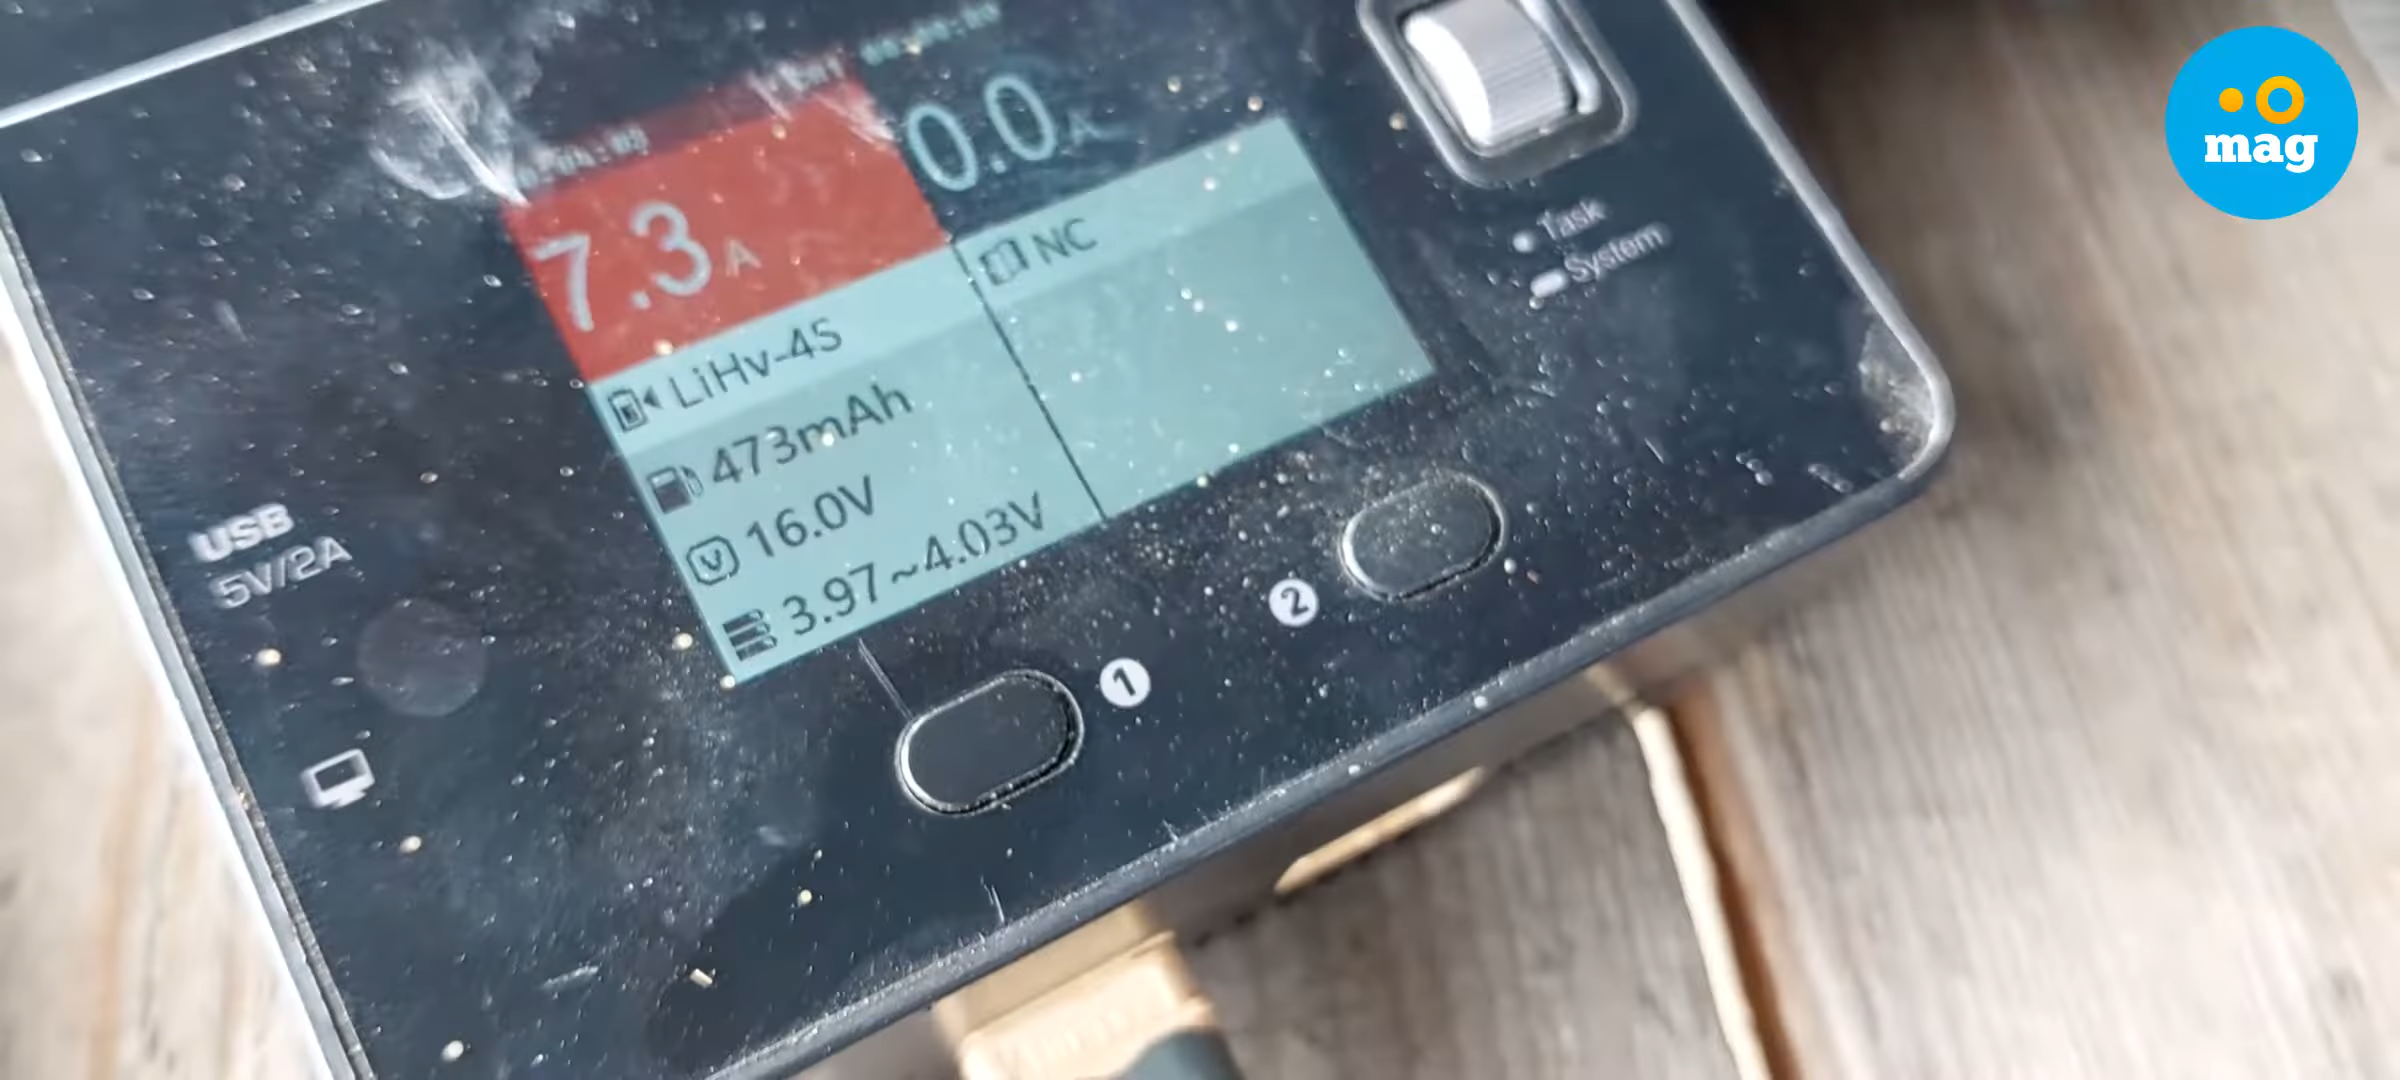 mag
7.3A
0.0A
LiHv-4S
NC
473mAh
16.0V
3.97~4.03V
Task
System
USB
5V/2A
1
2